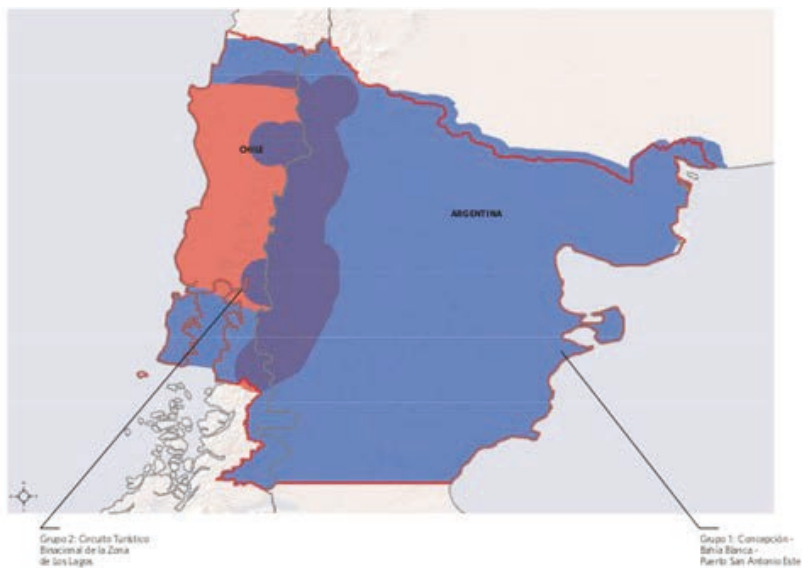 CHILE
ARGENTINA
Grupo 2: Circuito Turístico
Binacional de la Zona
de Los Lagos
Grupo 1: Concepción -
Bahía Blanca -
Puerto San Antonio Este